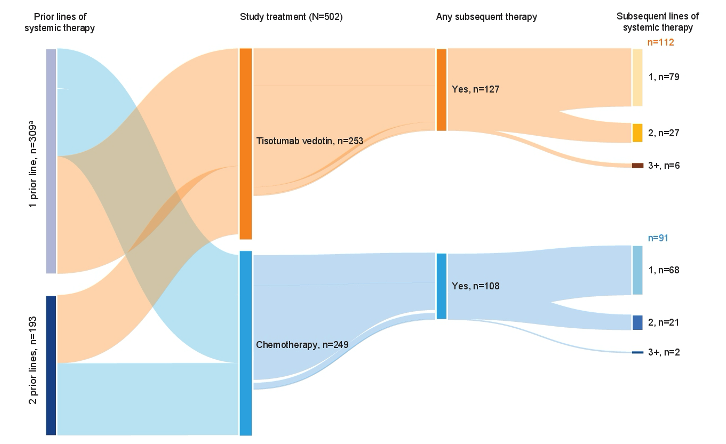 Prior lines of
systemic therapy
Study treatment (N=502)
Any subsequent therapy
Subsequent lines of
systemic therapy
n=112
1 prior line, n=309ª
2 prior lines, n=193
Tisotumab vedotin, n=253
Chemotherapy, n=249
Yes, n=127
Yes, n=108
1, n=79
2, n=27
3+, n=6
n=91
1, n=68
2, n=21
3+, n=2